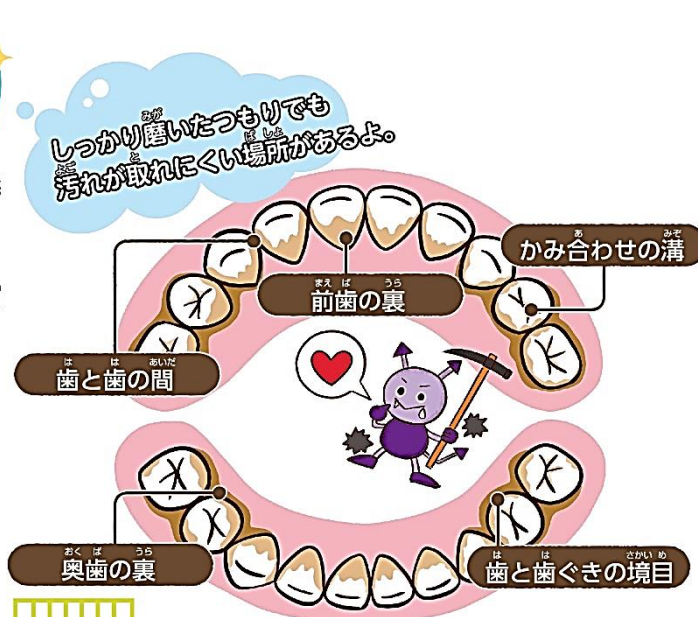 しっかり磨いたつもりでも
汚れが取れにくい場所があるよ。
かみ合わせの溝
前歯の裏
歯と歯の間
奥歯の裏
歯と歯ぐきの境目